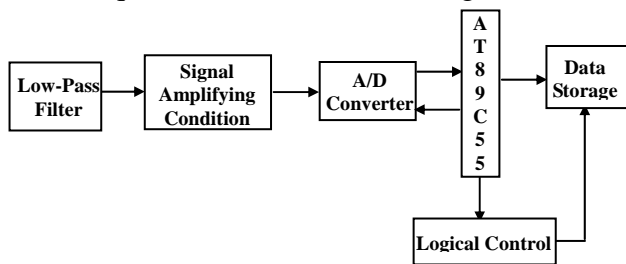 Low-Pass
Filter
Signal
Amplifying
Condition
A/D
Converter
A
T
8
9
C
5
5
Data
Storage
Logical Control